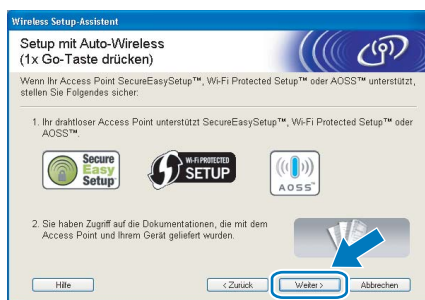 Wireless Setup-Assistent
Setup mit Auto-Wireless
(1x Go-Taste drücken)
Wenn Ihr Access Point SecureEasySetup™, Wi-Fi Protected Setup™ oder AOSS™ unterstützt,
stellen Sie Folgendes sicher:
1. Ihr drahtloser Access Point unterstützt SecureEasySetup™, Wi-Fi Protected Setup™ oder
AOSS™.
Secure
Easy
Setup
WI-FI PROTECTED
SETUP
AOSS™
2. Sie haben Zugriff auf die Dokumentationen, die mit dem
Access Point und Ihrem Gerät geliefert wurden.
Hilfe
< Zurück
Weiter >
Abbrechen